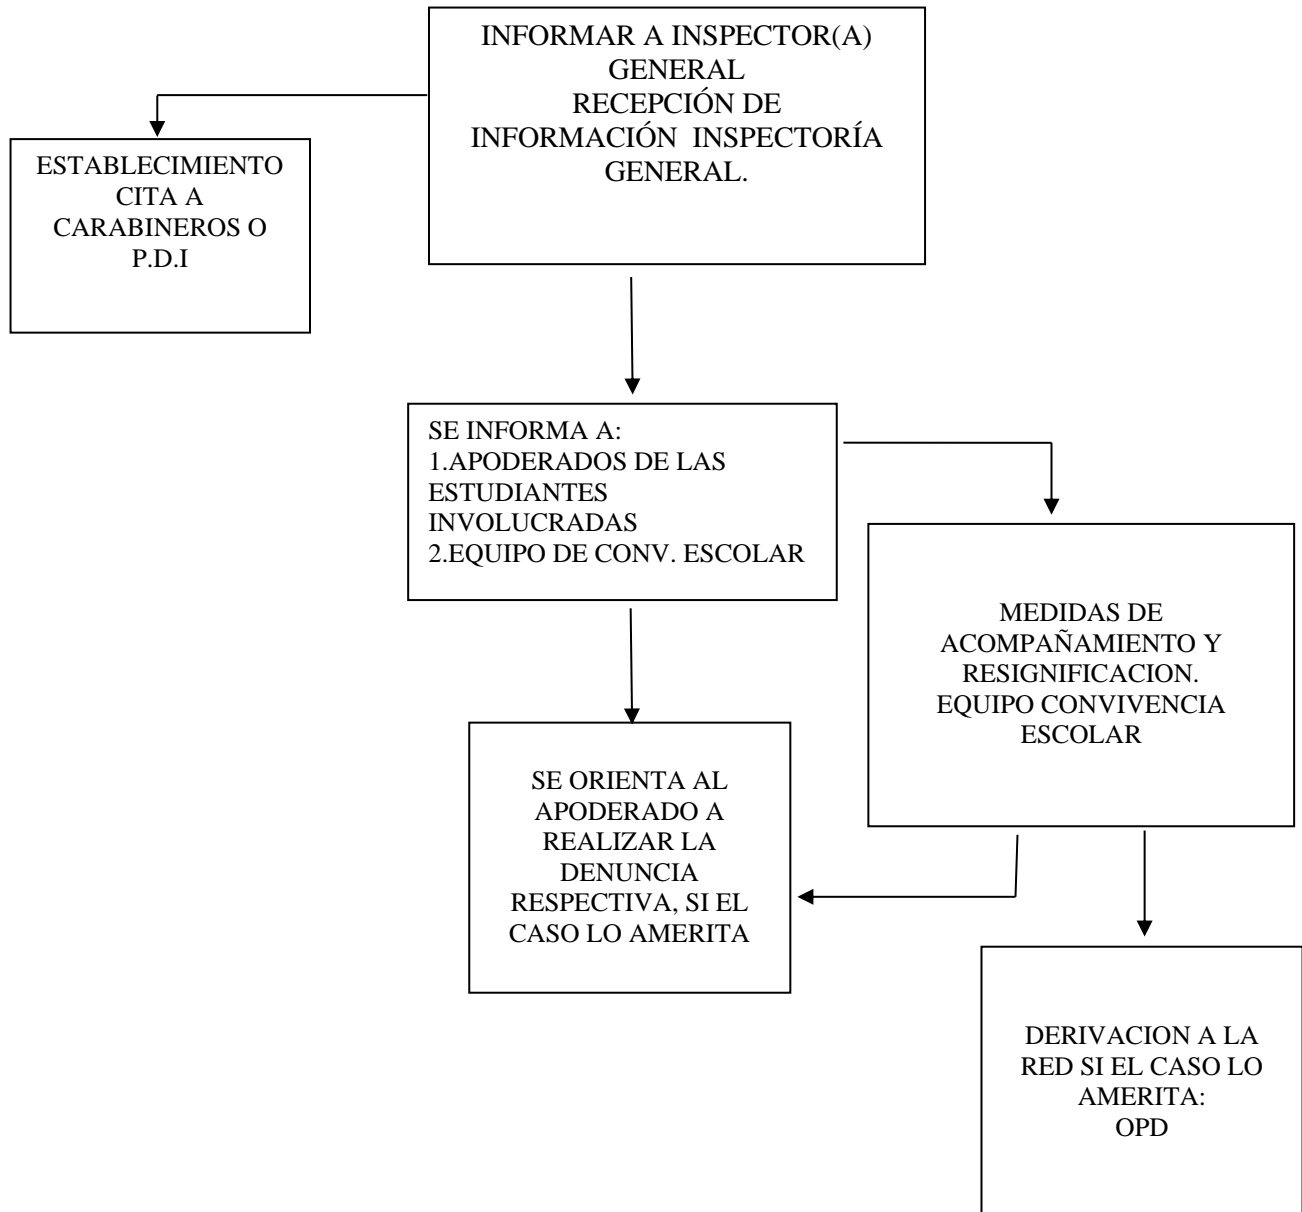 INFORMAR A INSPECTOR(A)
GENERAL
RECEPCIÓN DE
INFORMACIÓN INSPECTORÍA
GENERAL.
ESTABLECIMIENTO
CITA A
CARABINEROS O
P.D.I
SE INFORMA A:
1.APODERADOS DE LAS
ESTUDIANTES
INVOLUCRADAS
2.EQUIPO DE CONV. ESCOLAR
MEDIDAS DE
ACOMPAÑAMIENTO Y
RESIGNIFICACION.
EQUIPO CONVIVENCIA
ESCOLAR
SE ORIENTA AL
APODERADO A
REALIZAR LA
DENUNCIA
RESPECTIVA, SI EL
CASO LO AMERITA
DERIVACION A LA
RED SI EL CASO LO
AMERITA:
OPD